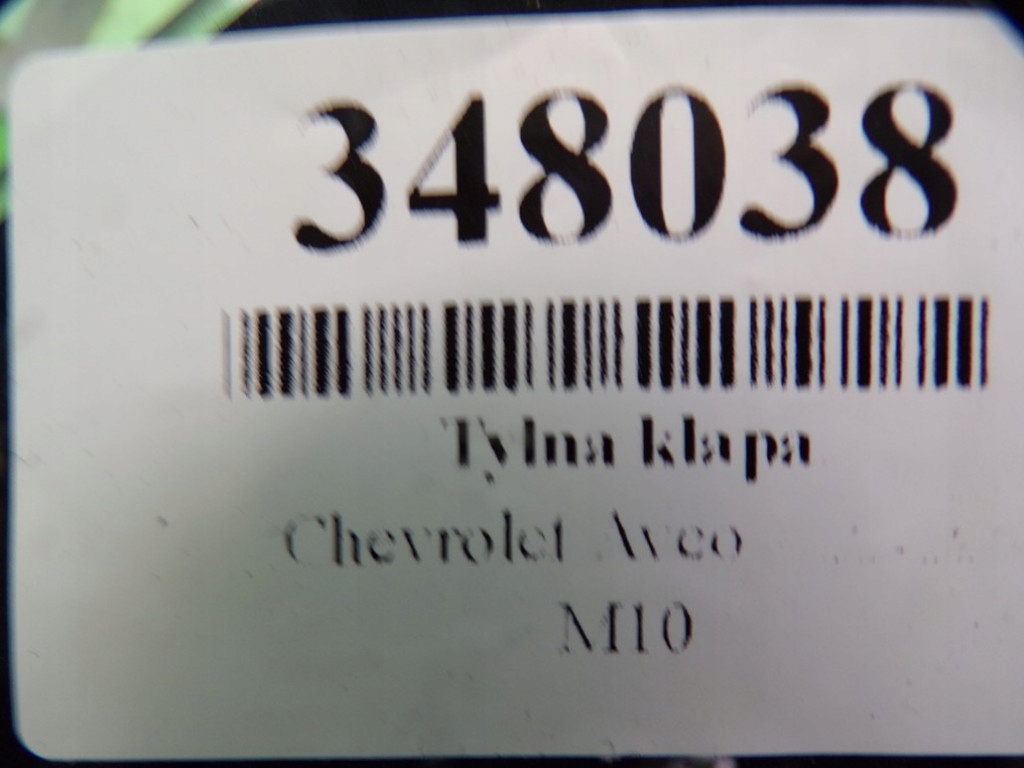 348038
Tylna klapa
Chevrolet Aveo
M10